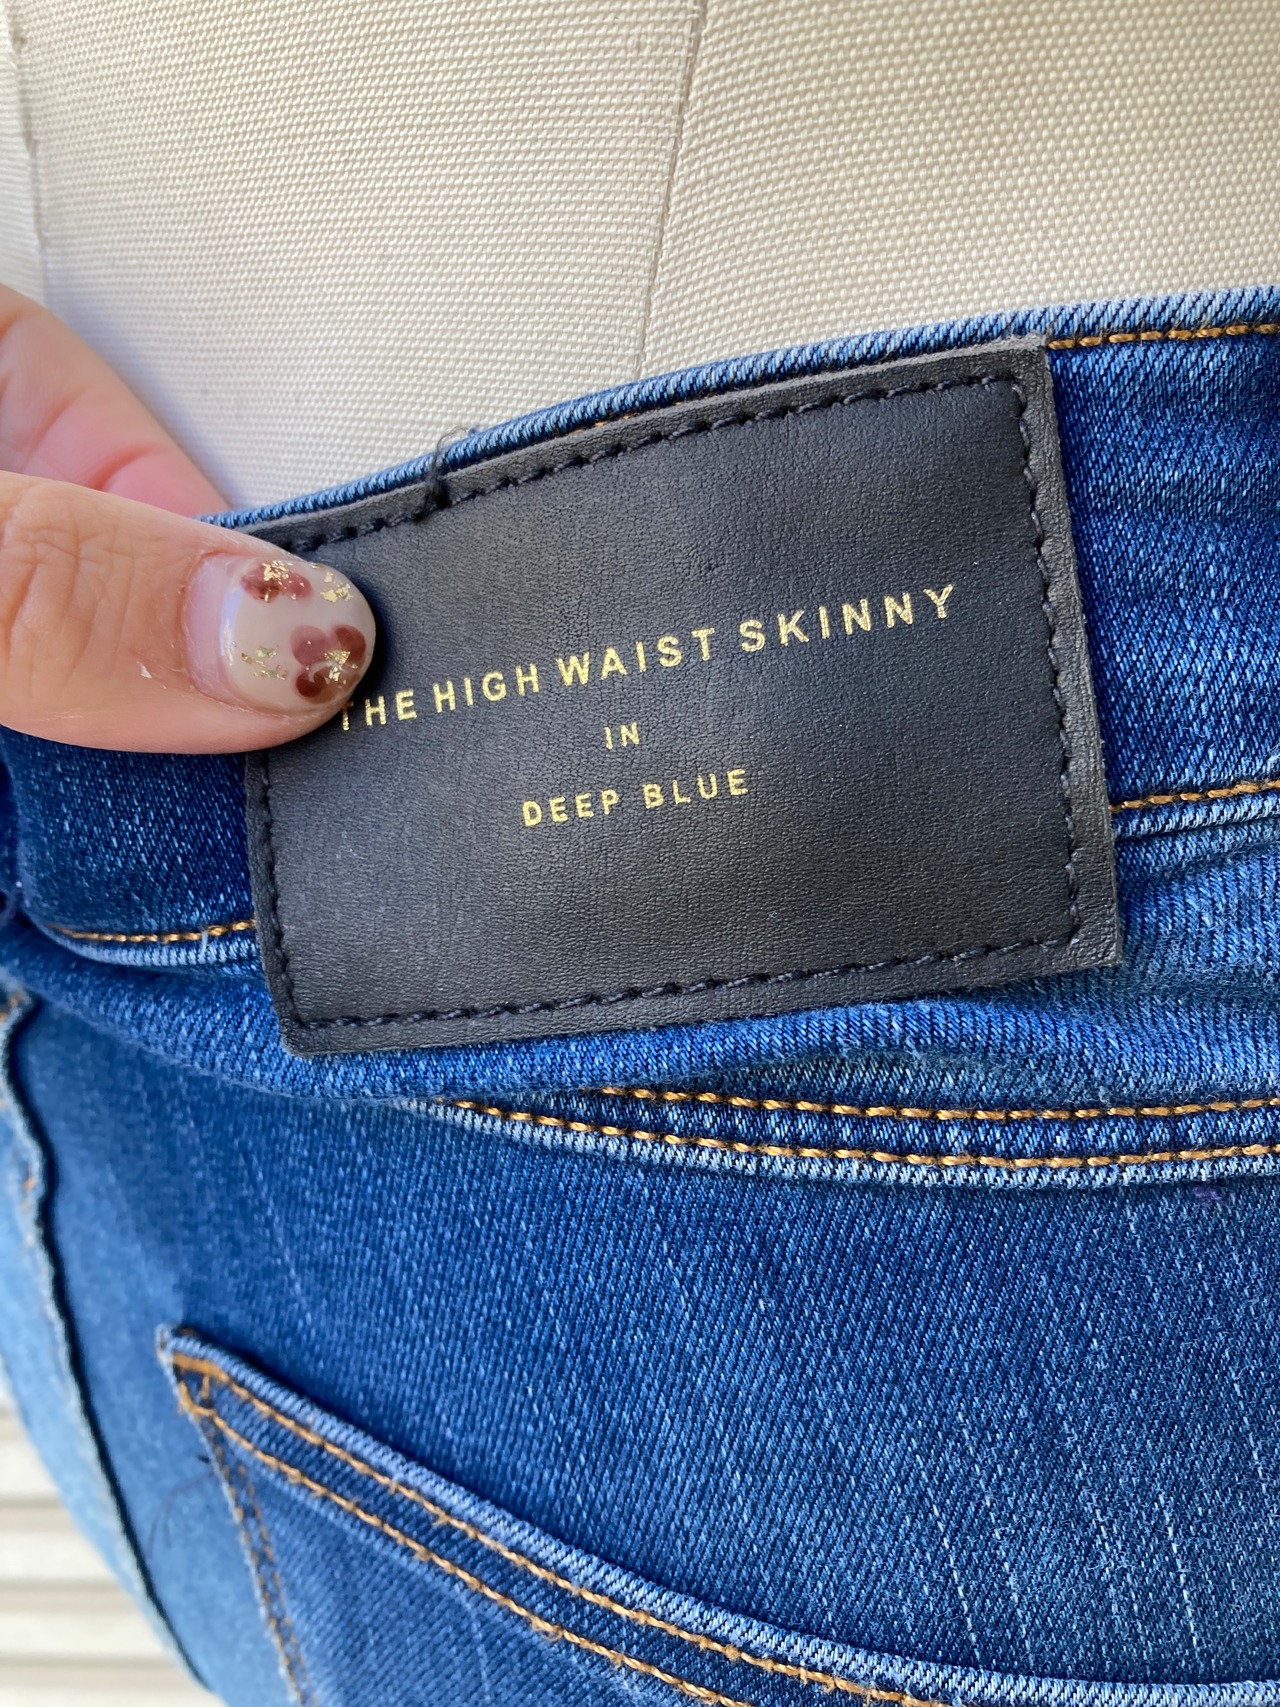 THE HIGH WAIST SKINNY
IN
DEEP BLUE